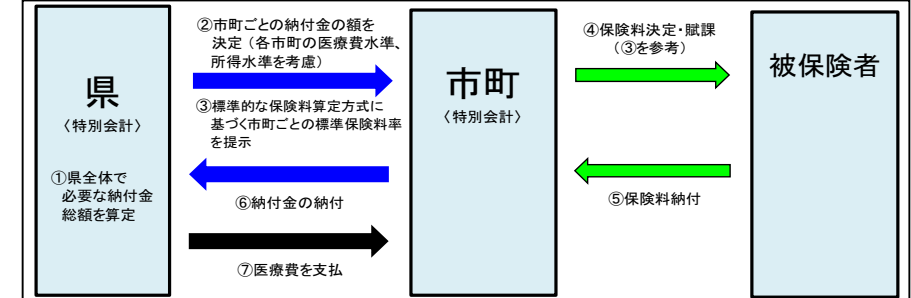 県
〈特別会計〉
①県全体で
必要な納付金
総額を算定
②市町ごとの納付金の額を
決定（各市町の医療費水準、
所得水準を考慮）
③標準的な保険料算定方式に
基づく市町ごとの標準保険料率
を提示
⑥納付金の納付
⑦医療費を支払
市町
〈特別会計〉
④保険料決定・賦課
（③を参考）
⑤保険料納付
被保険者